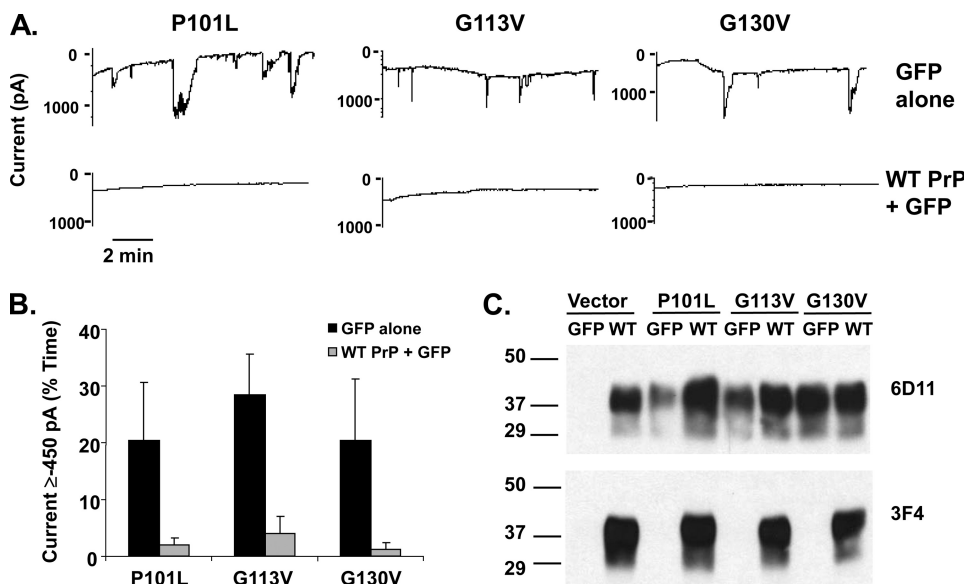 A.
P101L
G113V
G130V
Current (pA)
0
1000
0
1000
0
1000
GFP
alone
0
1000
0
1000
0
1000
WT PrP
+ GFP
2 min
B.
Current ≥-450 pA (% Time)
40
30
20
10
0
GFP alone
WT PrP + GFP
P101L
G113V
G130V
C.
Vector P101L G113V G130V
GFP WT GFP WT GFP WT GFP WT
50
37
29
6D11
50
37
29
3F4